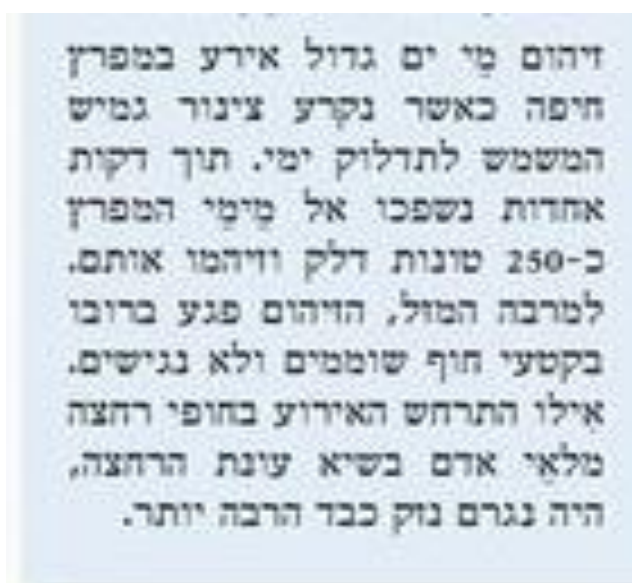 זיהום מֵי ים גדול אירע במפרץ
חיפה כאשר נקרע צינור גמיש
המשמש לתדלוק ימי. תוך דקות
אחדות נשפכו אל מֵימֵי המפרץ
כ-250 טונות דלק וזיהמו אותם.
למרבה המזל, הזיהום פגע ברובו
בקטעי חוף שוממים ולא נגישים.
אילו התרחש האירוע בחופי רחצה
מלאֵי אדם בשיא עונת הרחצה,
היה נגרם נזק כבד הרבה יותר.